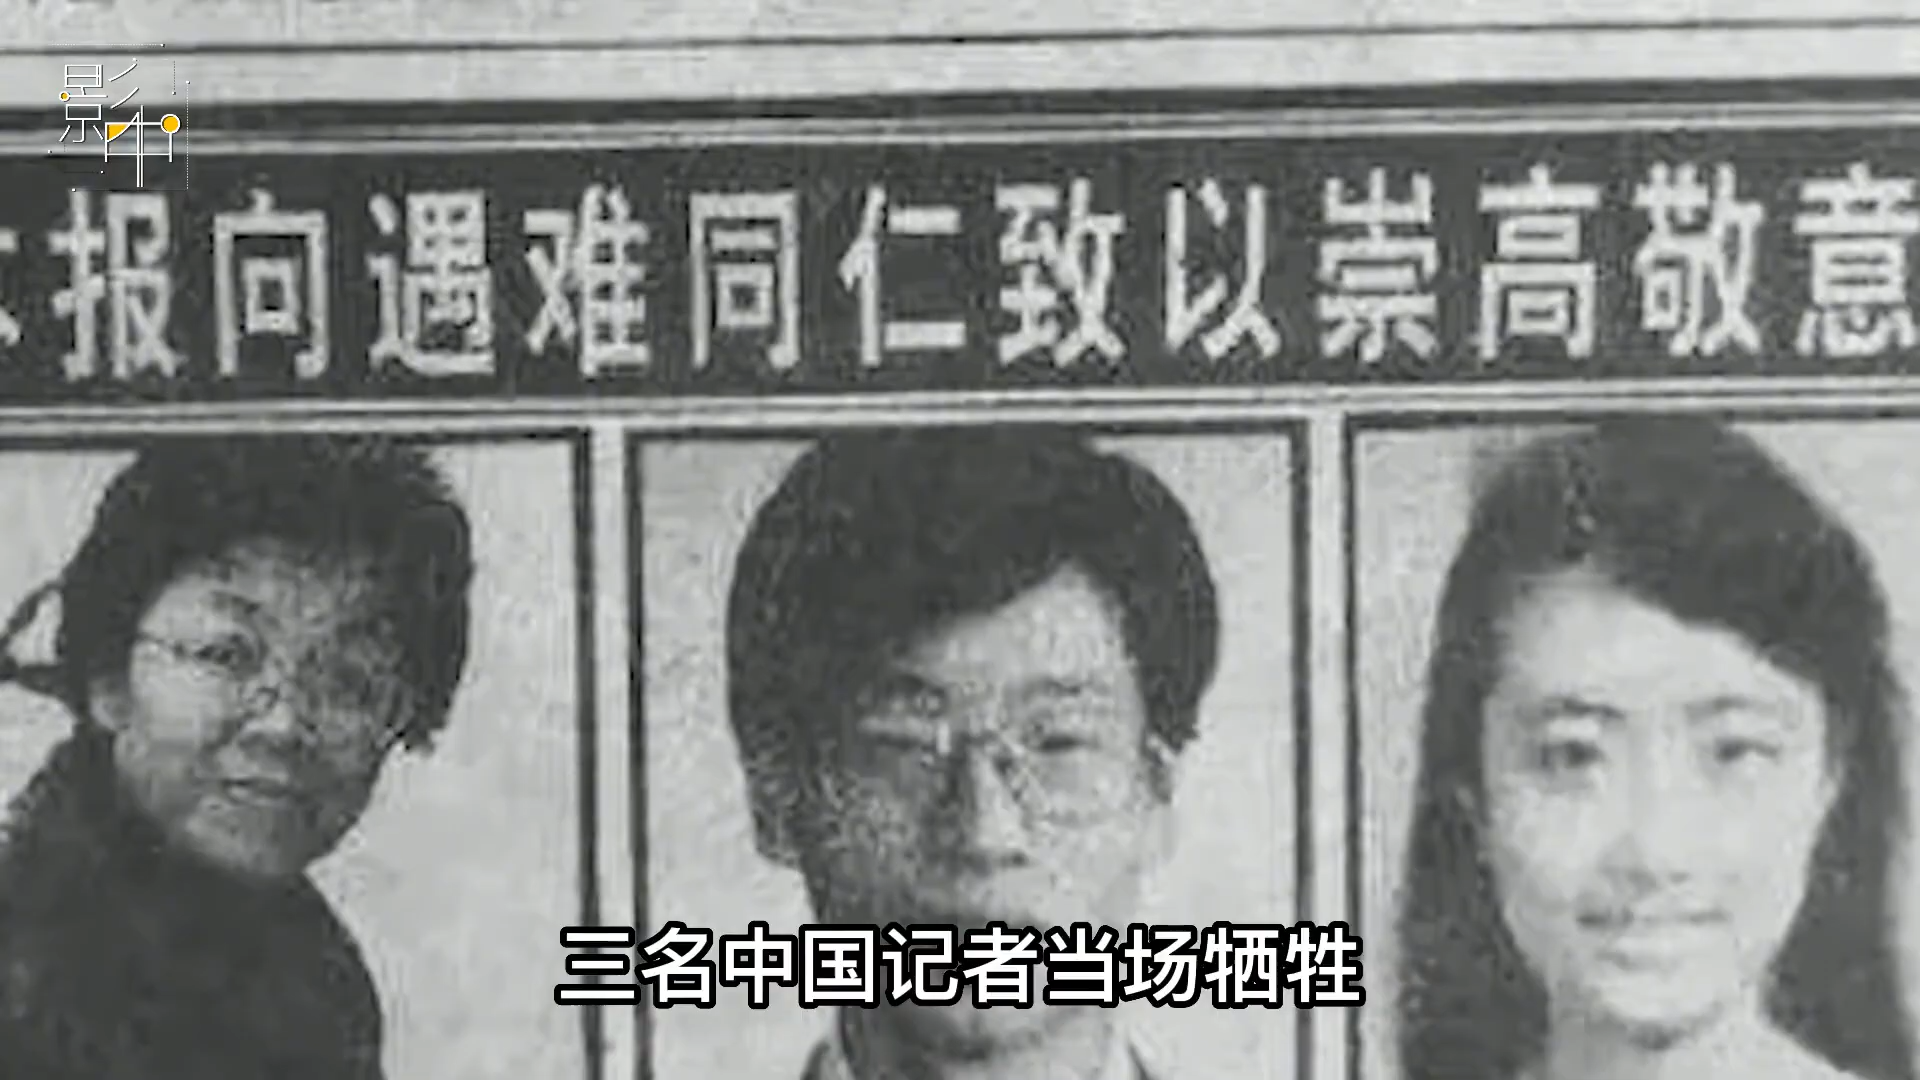 影中
本报向遇难同仁致以崇高敬意
三名中国记者当场牺牲